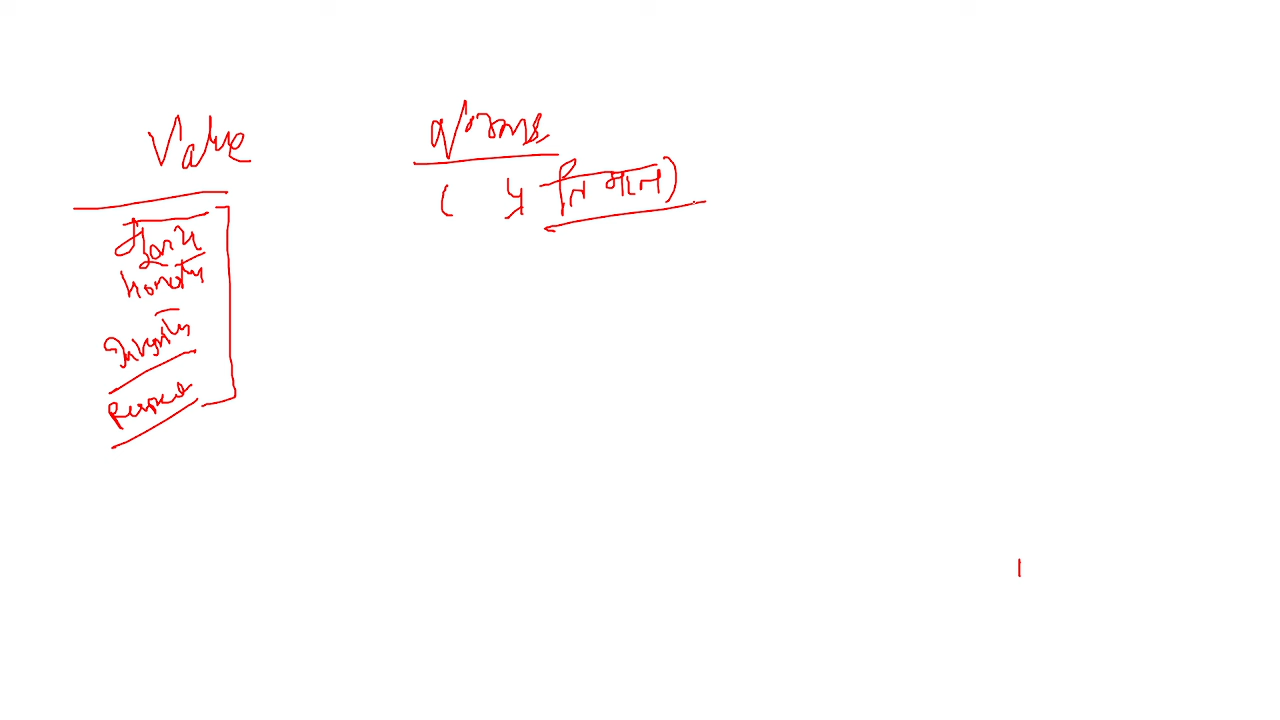 Value
Norms
( प्रतिमान)
मूल्य
honesty
Integrity
Respect